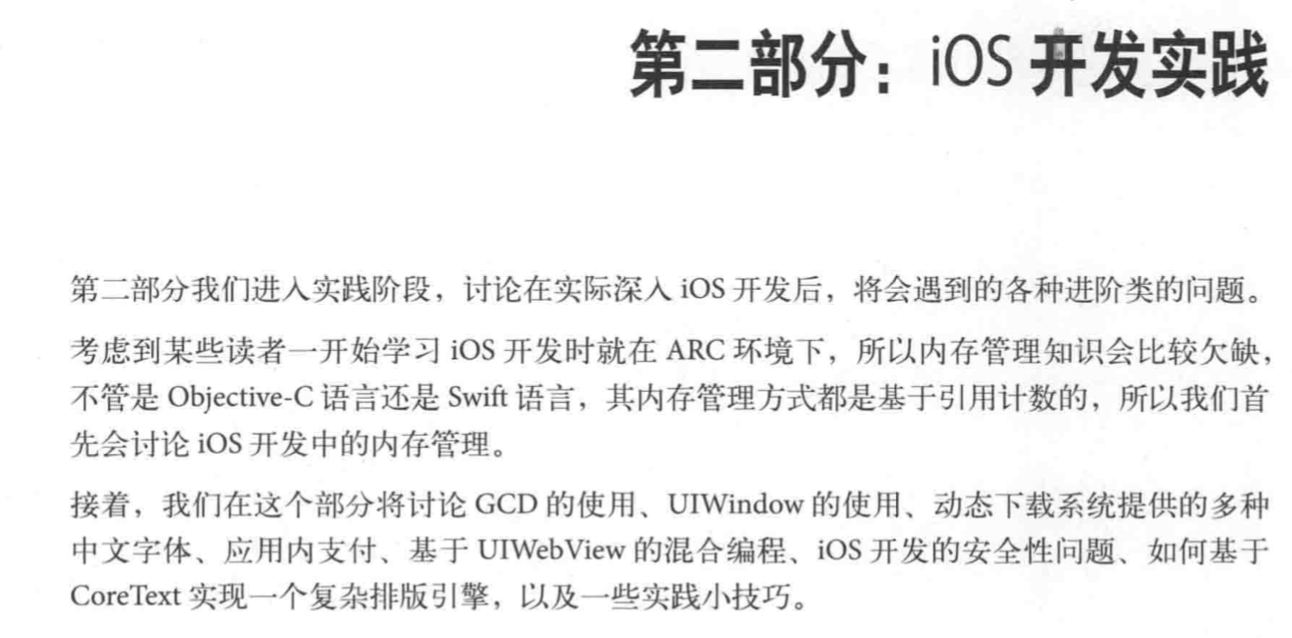 第二部分：iOS 开发实践
第二部分我们进入实践阶段，讨论在实际深入 iOS 开发后，将会遇到的各种进阶类的问题。
考虑到某些读者一开始学习 iOS 开发时就在 ARC 环境下，所以内存管理知识会比较欠缺，
不管是 Objective-C 语言还是 Swift 语言，其内存管理方式都是基于引用计数的，所以我们首
先会讨论 iOS 开发中的内存管理。
接着，我们在这个部分将讨论 GCD 的使用、UIWindow 的使用、动态下载系统提供的多种
中文字体、应用内支付、基于 UIWebView 的混合编程、iOS 开发的安全性问题、如何基于
CoreText 实现一个复杂排版引擎，以及一些实践小技巧。